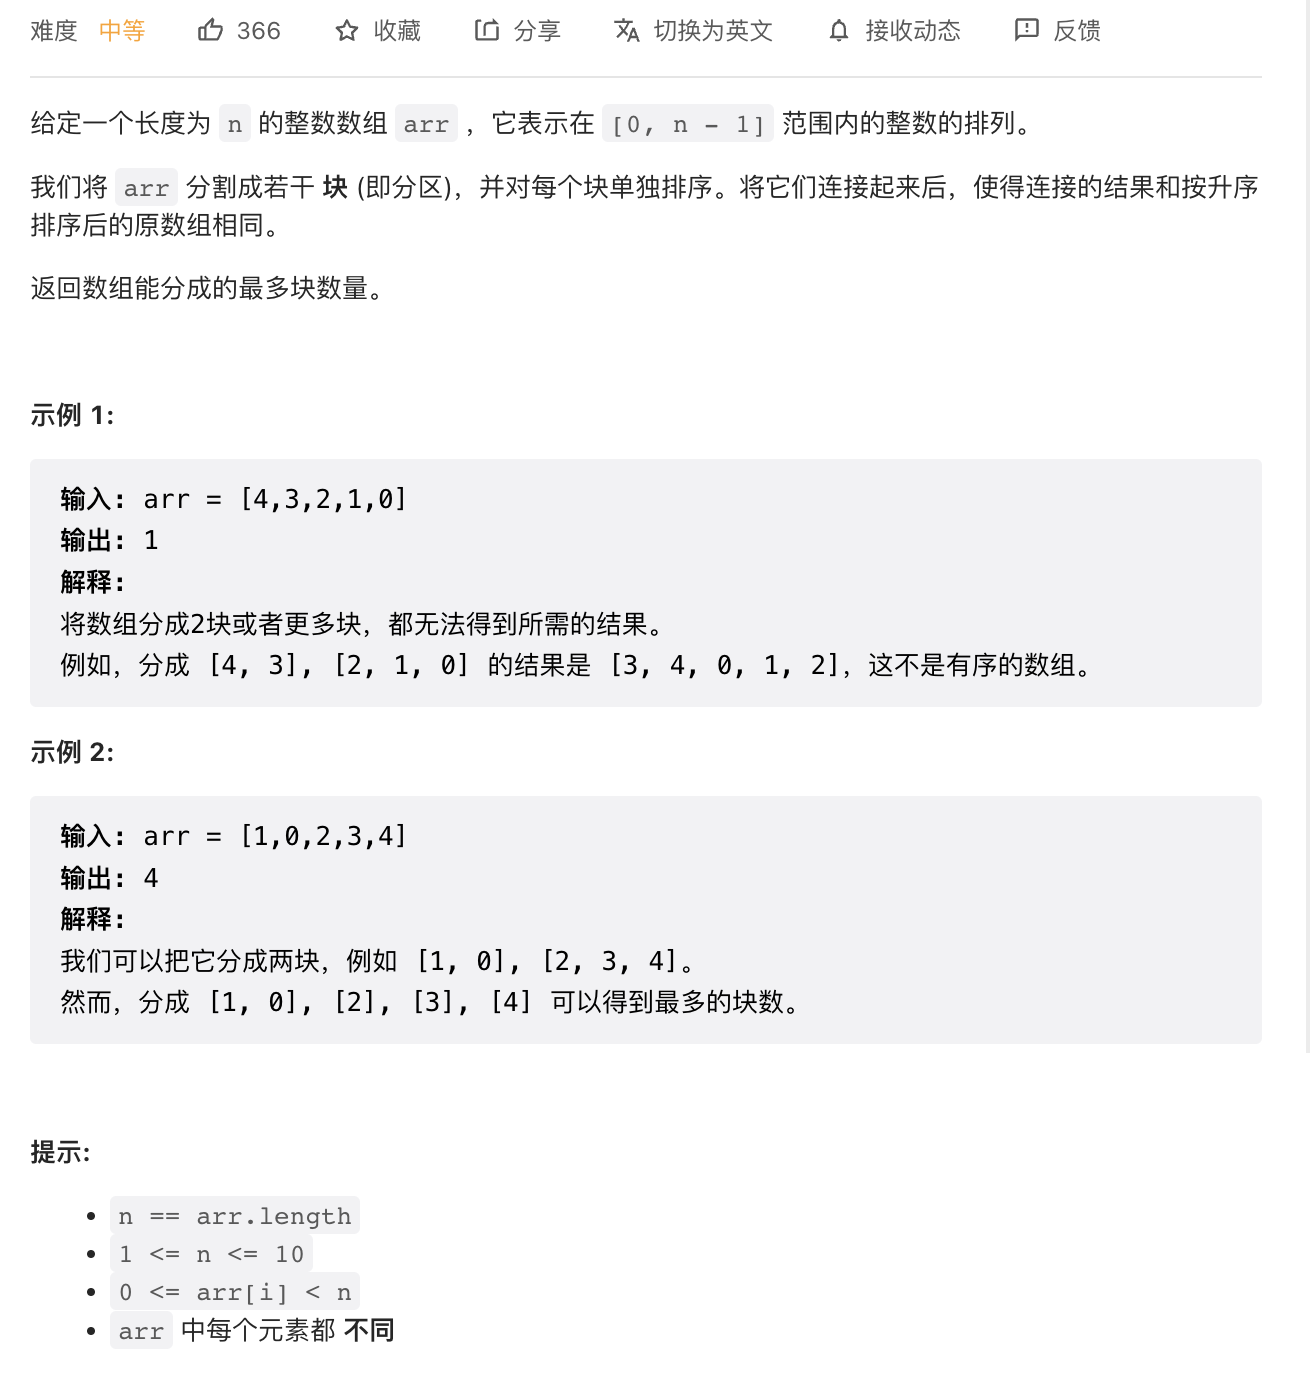 难度 中等 366 收藏 分享 切换为英文 接收动态 反馈
给定一个长度为 n 的整数数组 arr ，它表示在 [0, n - 1] 范围内的整数的排列。
我们将 arr 分割成若干 块 (即分区)，并对每个块单独排序。将它们连接起来后，使得连接的结果和按升序
排序后的原数组相同。
返回数组能分成的最多块数量。
示例 1:
输入: arr = [4,3,2,1,0]
输出: 1
解释:
将数组分成2块或者更多块，都无法得到所需的结果。
例如，分成 [4, 3], [2, 1, 0] 的结果是 [3, 4, 0, 1, 2]，这不是有序的数组。
示例 2:
输入: arr = [1,0,2,3,4]
输出: 4
解释:
我们可以把它分成两块，例如 [1, 0], [2, 3, 4]。
然而，分成 [1, 0], [2], [3], [4] 可以得到最多的块数。
提示:
• n == arr.length
• 1 <= n <= 10
• 0 <= arr[i] < n
• arr 中每个元素都 不同